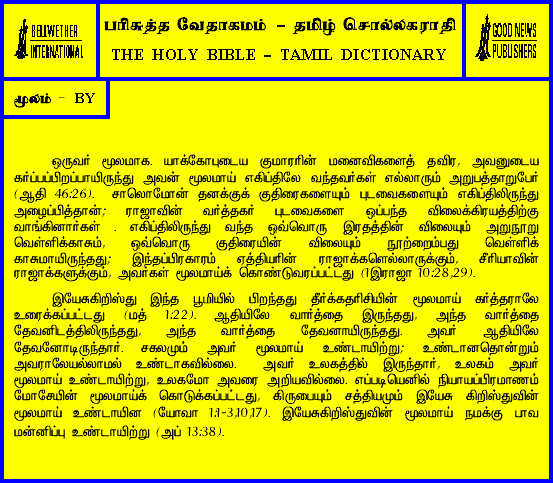 BELLWETHER
INTERNATIONAL
பரிசுத்த வேதாகமம் – தமிழ் சொல்லகராதி
THE HOLY BIBLE – TAMIL DICTIONARY
GOOD NEWS
PUBLISHERS
மூலம் – BY
ஒருவர் மூலமாக. யாக்கோபுடைய குமாரரின் மனைவிகளைத் தவிர, அவனுடைய
கர்ப்பப்பிறப்பாயிருந்து அவன் மூலமாய் எகிப்திலே வந்தவர்கள் எல்லாரும் அறுபத்தாறுபேர்
(ஆதி 46:26). சாலொமோன் தனக்குக் குதிரைகளையும் புடவைகளையும் எகிப்திலிருந்து
அழைப்பித்தான்; ராஜாவின் வர்த்தகர் புடவைகளை ஒப்பந்த விலைக்கிரயத்திற்கு
வாங்கினார்கள் . எகிப்திலிருந்து வந்த ஒவ்வொரு இரதத்தின் விலையும் அறுநூறு
வெள்ளிக்காசும், ஒவ்வொரு குதிரையின் விலையும் நூற்றைம்பது வெள்ளிக்
காசுமாயிருந்தது; இந்தப்பிரகாரம் ஏத்தியரின் ராஜாக்களெல்லாருக்கும், சீரியாவின்
ராஜாக்களுக்கும், அவர்கள் மூலமாய்க் கொண்டுவரப்பட்டது (1இராஜா 10:28,29).
இயேசுகிறிஸ்து இந்த பூமியில் பிறந்தது தீர்க்கதரிசியின் மூலமாய் கர்த்தராலே
உரைக்கப்பட்டது (மத் 1:22). ஆதியிலே வார்த்தை இருந்தது, அந்த வார்த்தை
தேவனிடத்திலிருந்தது, அந்த வார்த்தை தேவனாயிருந்தது. அவர் ஆதியிலே
தேவனோடிருந்தார். சகலமும் அவர் மூலமாய் உண்டாயிற்று; உண்டானதொன்றும்
அவராலேயல்லாமல் உண்டாகவில்லை. அவர் உலகத்தில் இருந்தார், உலகம் அவர்
மூலமாய் உண்டாயிற்று, உலகமோ அவரை அறியவில்லை. எப்படியெனில் நியாயப்பிரமாணம்
மோசேயின் மூலமாய்க் கொடுக்கப்பட்டது, கிருபையும் சத்தியமும் இயேசு கிறிஸ்துவின்
மூலமாய் உண்டாயின (யோவா 1:1-3,10,17). இயேசுகிறிஸ்துவின் மூலமாய் நமக்கு பாவ
மன்னிப்பு உண்டாயிற்று (அப் 13:38).